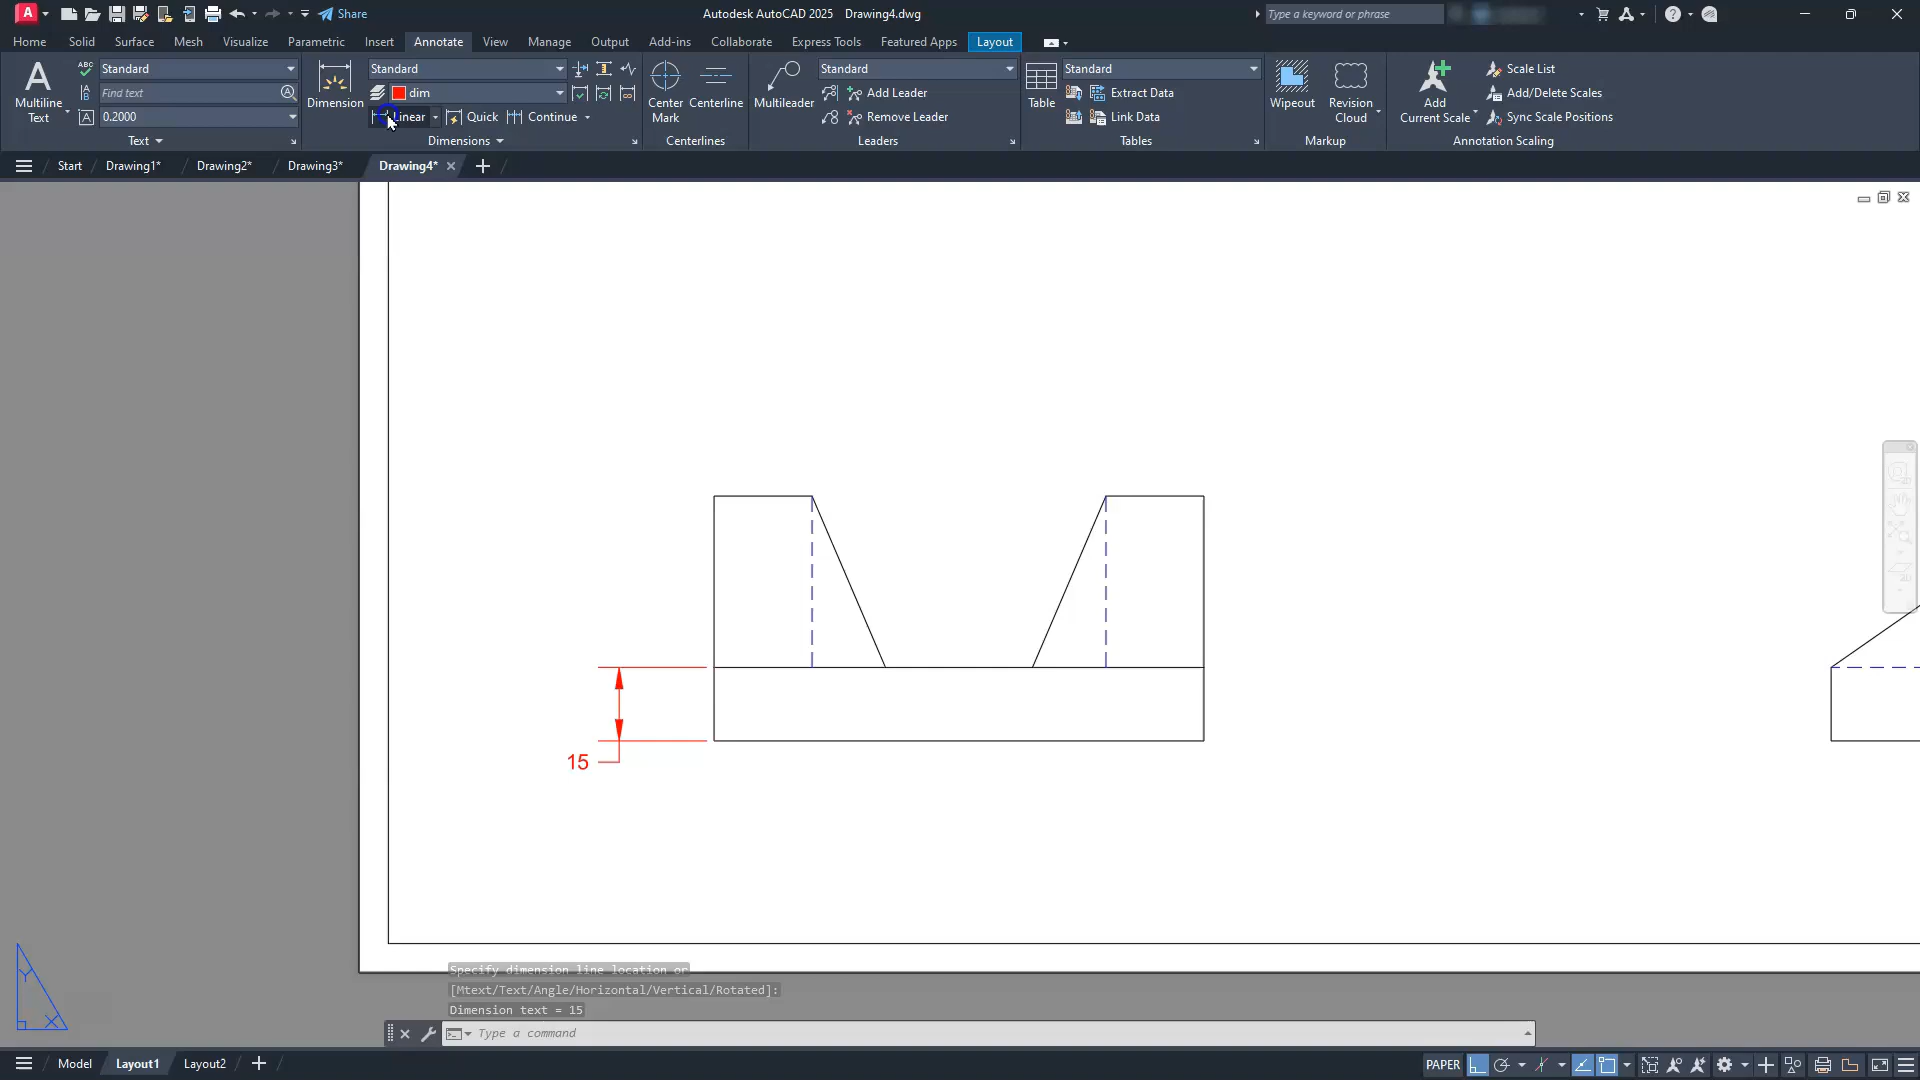 Share
Autodesk AutoCAD 2025 Drawing4.dwg
Type a keyword or phrase
Home Solid Surface Mesh Visualize Parametric Insert Annotate View Manage Output Add-ins Collaborate Express Tools Featured Apps Layout
Multiline Text
Standard
Find text
0.2000
Text
Dimension
Standard
dim
Linear Quick Continue
Dimensions
Center Mark
Centerline
Centerlines
Multileader
Standard
Add Leader
Remove Leader
Leaders
Table
Standard
Extract Data
Link Data
Tables
Wipeout
Revision Cloud
Markup
Add Current Scale
Scale List
Add/Delete Scales
Sync Scale Positions
Annotation Scaling
Start Drawing1* Drawing2* Drawing3* Drawing4*
15
Specify dimension line location or
[Mtext/Text/Angle/Horizontal/Vertical/Rotated]:
Dimension text = 15
Type a command
Y
X
Model Layout1 Layout2
PAPER